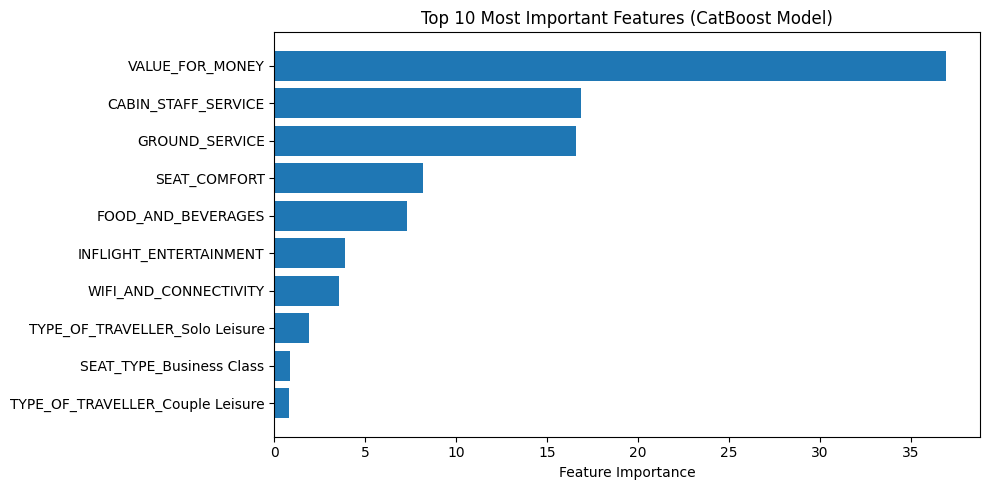 Top 10 Most Important Features (CatBoost Model)
VALUE_FOR_MONEY
CABIN_STAFF_SERVICE
GROUND_SERVICE
SEAT_COMFORT
FOOD_AND_BEVERAGES
INFLIGHT_ENTERTAINMENT
WIFI_AND_CONNECTIVITY
TYPE_OF_TRAVELLER_Solo Leisure
SEAT_TYPE_Business Class
TYPE_OF_TRAVELLER_Couple Leisure
0 5 10 15 20 25 30 35
Feature Importance